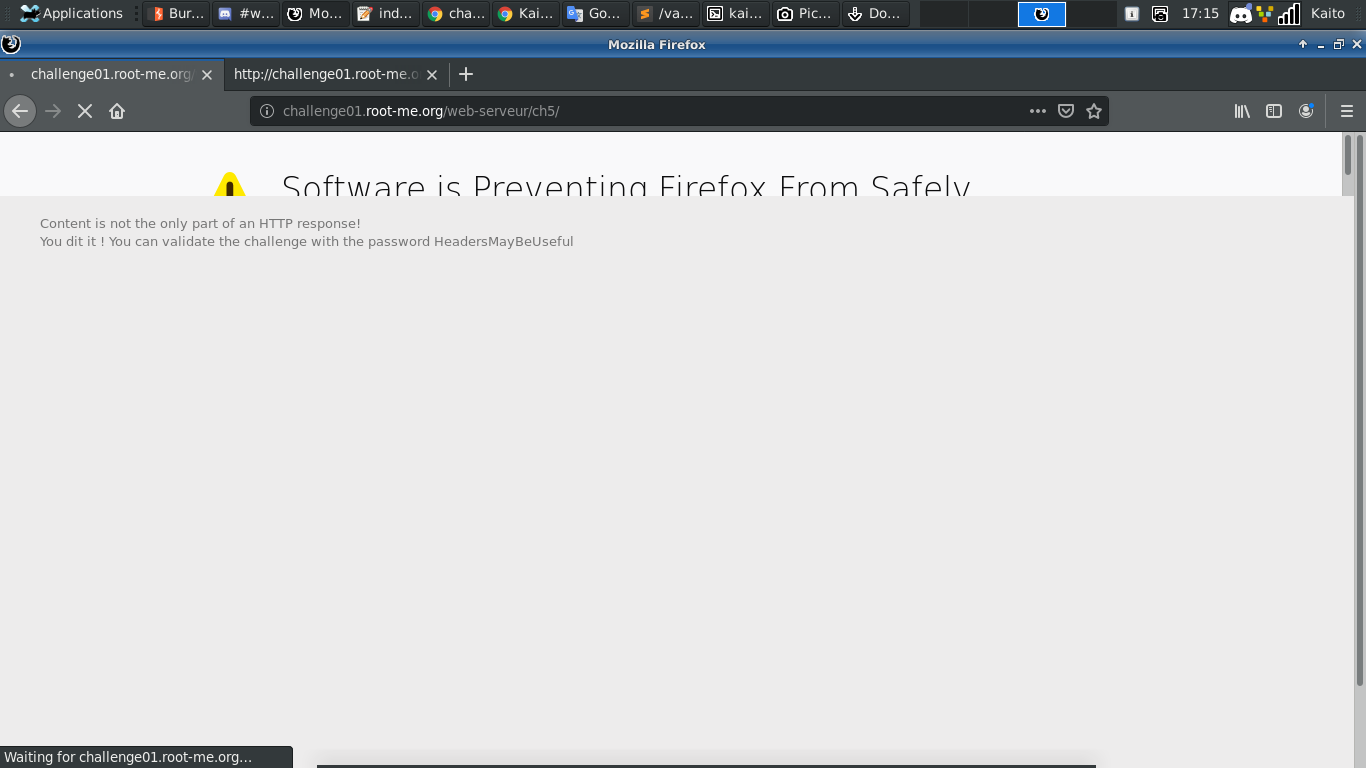 Applications Bur... #w... Mo... ind... cha... Kai... Go... /va... kai... Pic... Do... 17:15 Kaito
Mozilla Firefox
challenge01.root-me.org/ http://challenge01.root-me.o
challenge01.root-me.org/web-serveur/ch5/
Software is Preventing Firefox From Safely
Content is not the only part of an HTTP response!
You dit it ! You can validate the challenge with the password HeadersMayBeUseful
Waiting for challenge01.root-me.org...